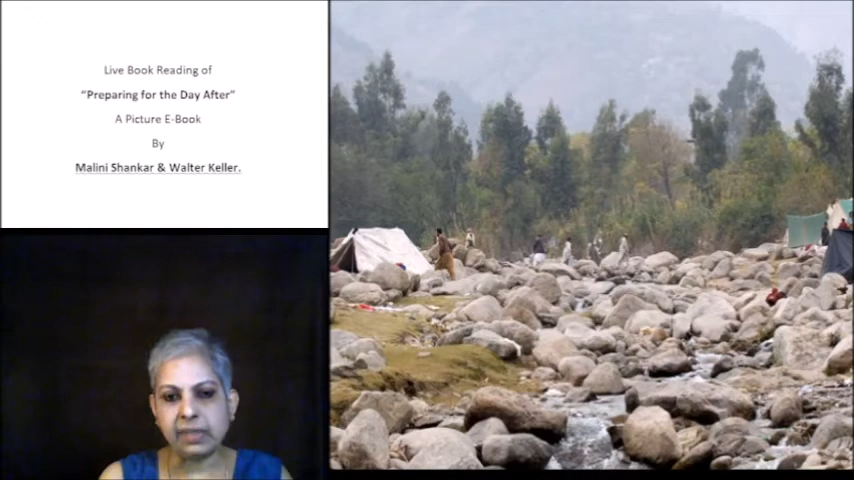 Live Book Reading of
“Preparing for the Day After”
A Picture E-Book
By
Malini Shankar & Walter Keller.